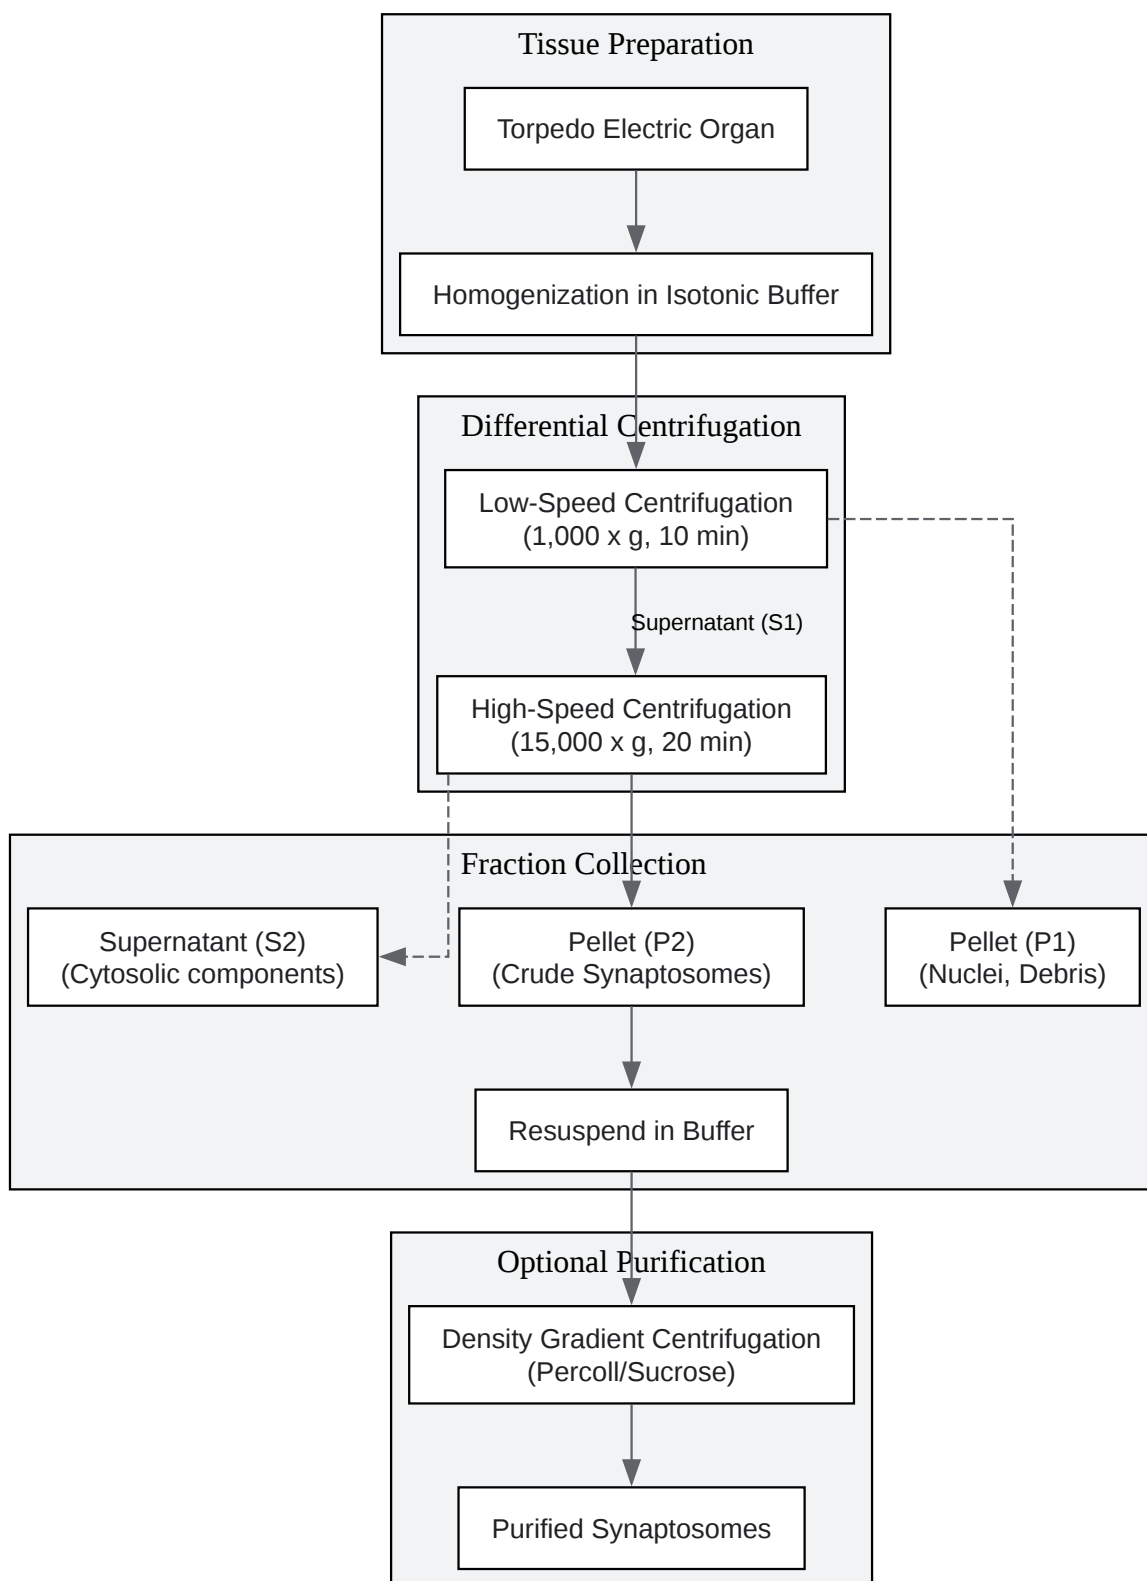 Tissue Preparation
Torpedo Electric Organ
Homogenization in Isotonic Buffer
Differential Centrifugation
Low-Speed Centrifugation
(1,000 x g, 10 min)
Supernatant (S1)
High-Speed Centrifugation
(15,000 x g, 20 min)
Fraction Collection
Supernatant (S2)
(Cytosolic components)
Pellet (P2)
(Crude Synaptosomes)
Pellet (P1)
(Nuclei, Debris)
Resuspend in Buffer
Optional Purification
Density Gradient Centrifugation
(Percoll/Sucrose)
Purified Synaptosomes